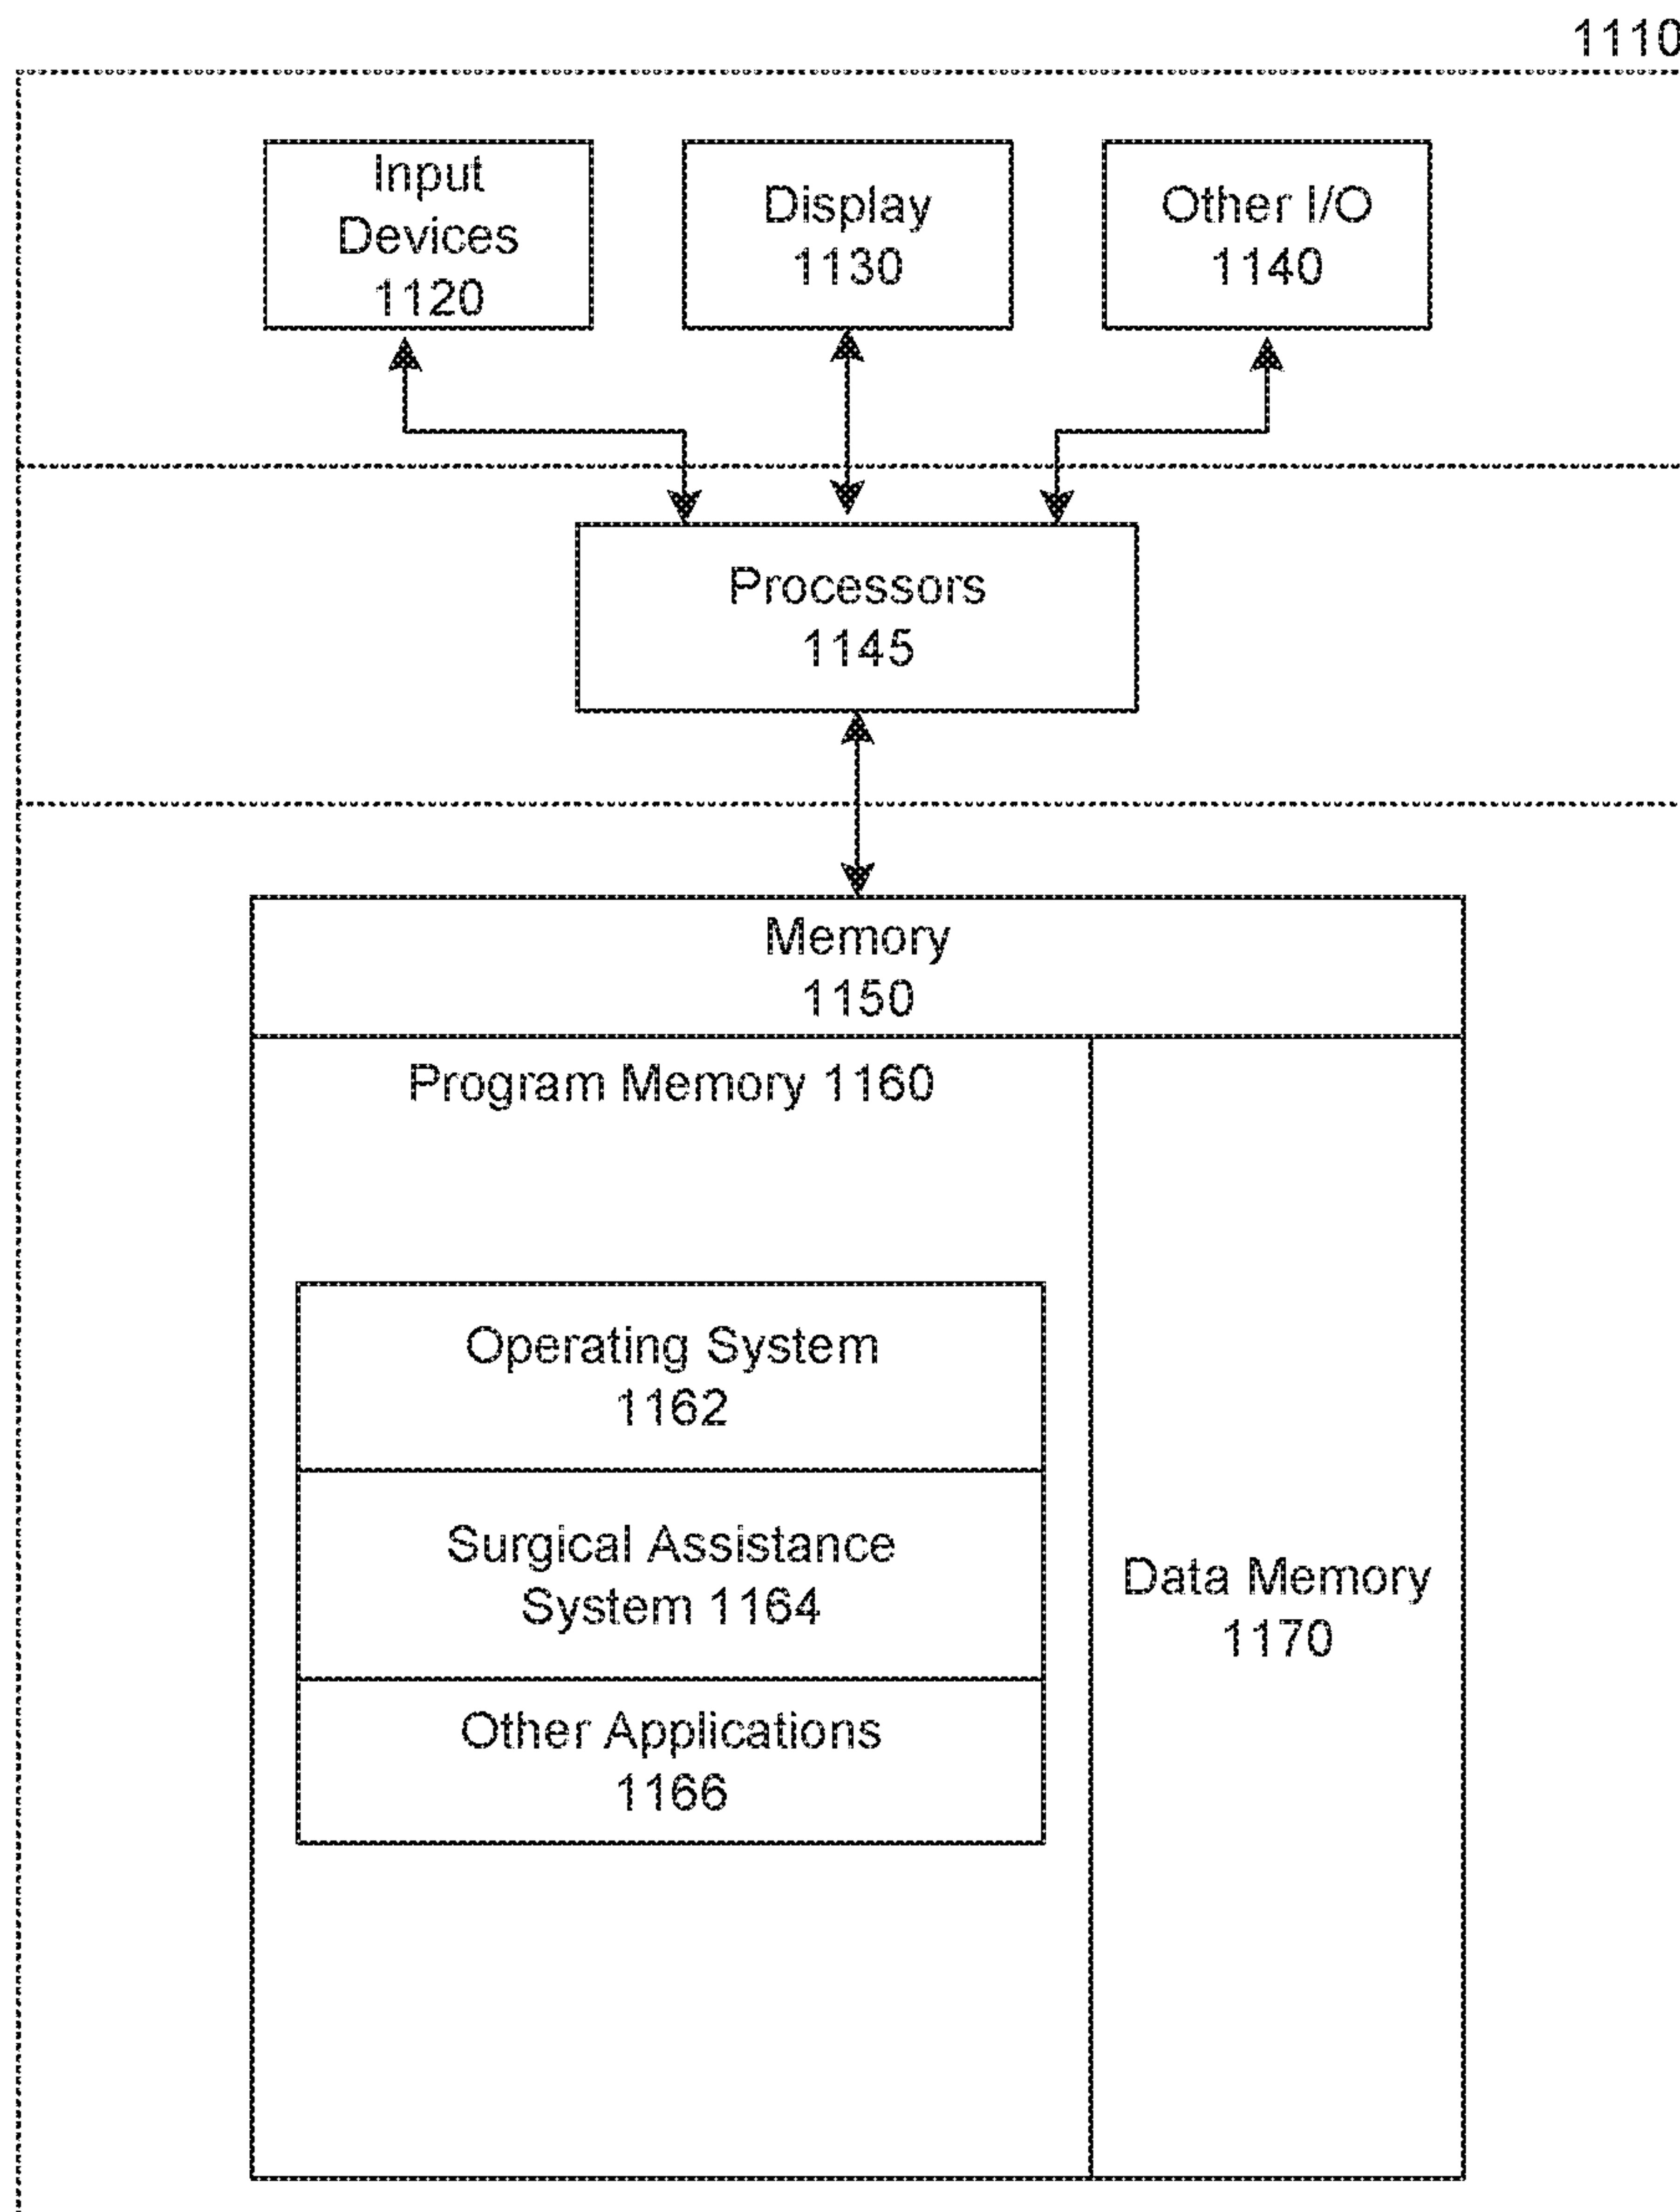 1110
Input
Devices
1120
Display
1130
Other I/O
1140
Processors
1145
Memory
1150
Program Memory 1160
Operating System
1162
Surgical Assistance
System 1164
Other Applications
1166
Data Memory
1170